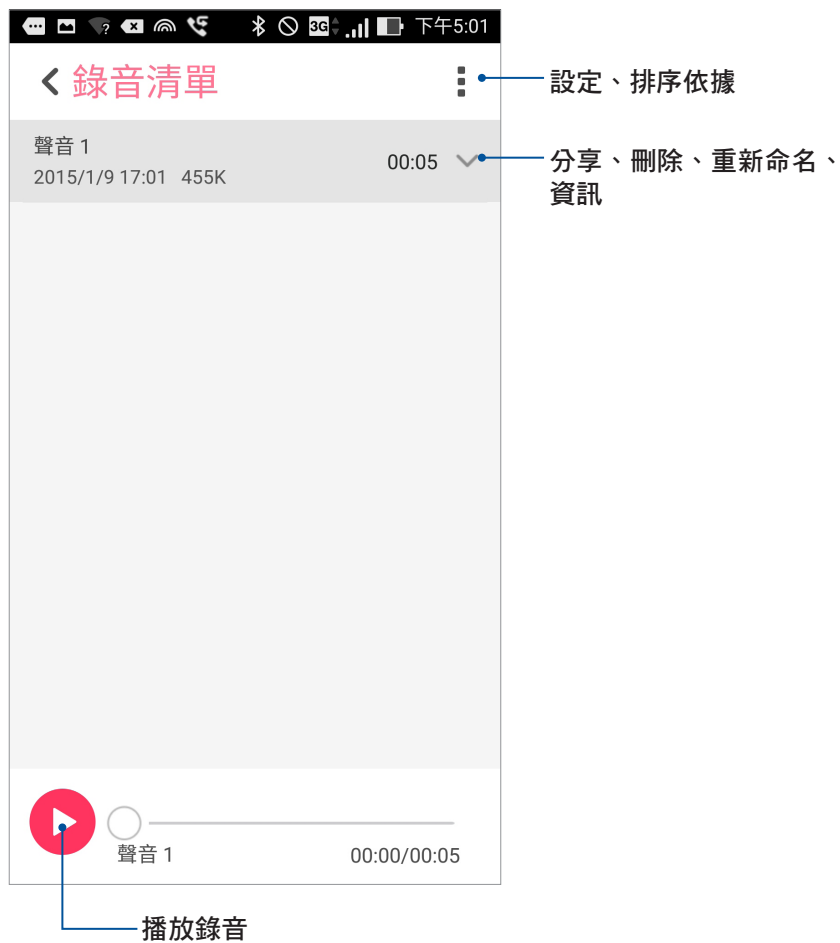 3G 下午5:01
錄音清單
設定、排序依據
聲音 1
2015/1/9 17:01 455K
00:05
分享、刪除、重新命名、
資訊
聲音 1
00:00/00:05
播放錄音